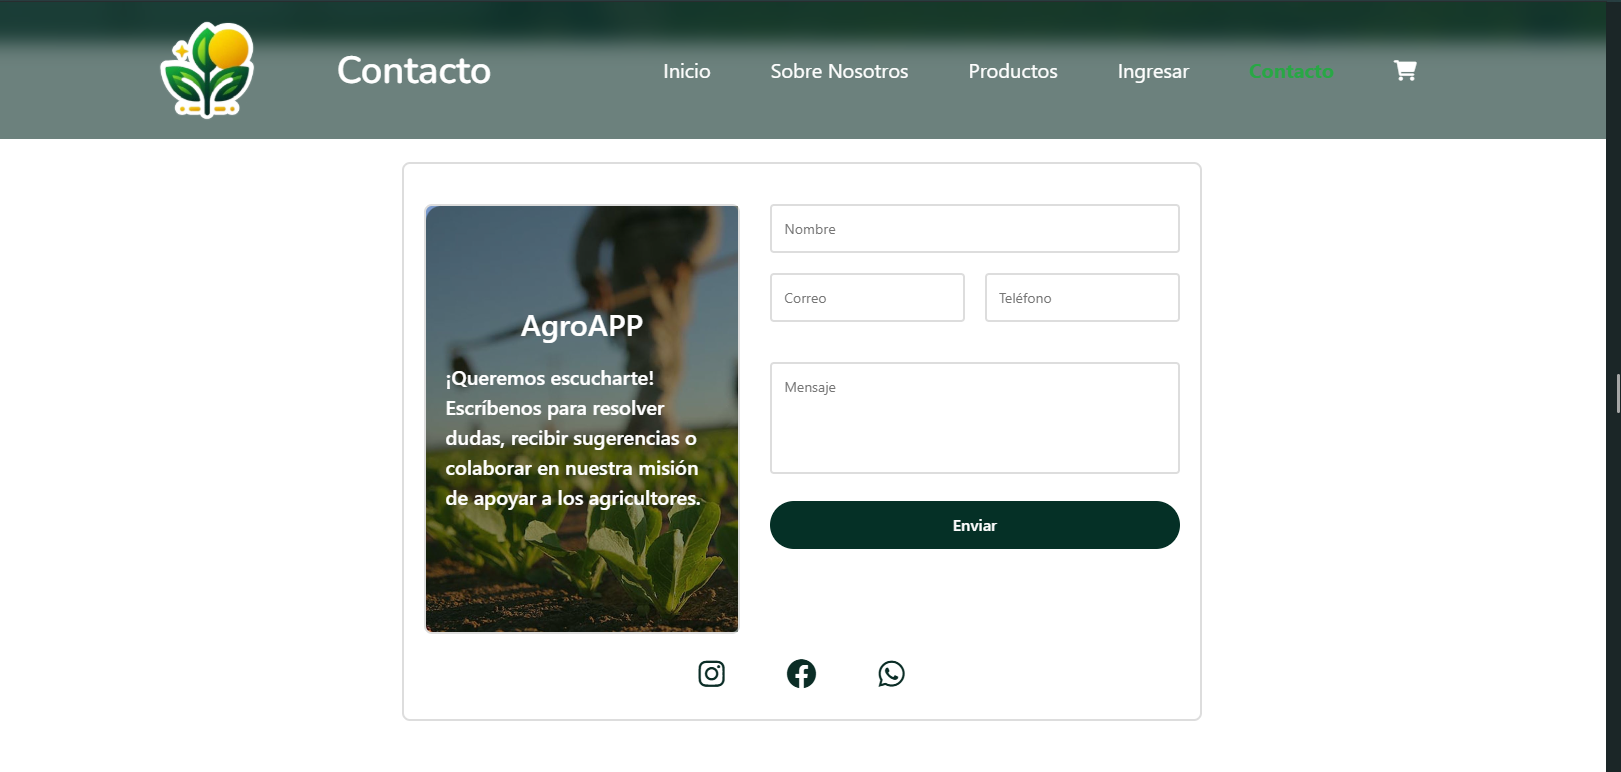 Contacto
Inicio
Sobre Nosotros
Productos
Ingresar
Contacto
AgroAPP
¡Queremos escucharte!
Escríbenos para resolver
dudas, recibir sugerencias o
colaborar en nuestra misión
de apoyar a los agricultores.
Nombre
Correo
Teléfono
Mensaje
Enviar